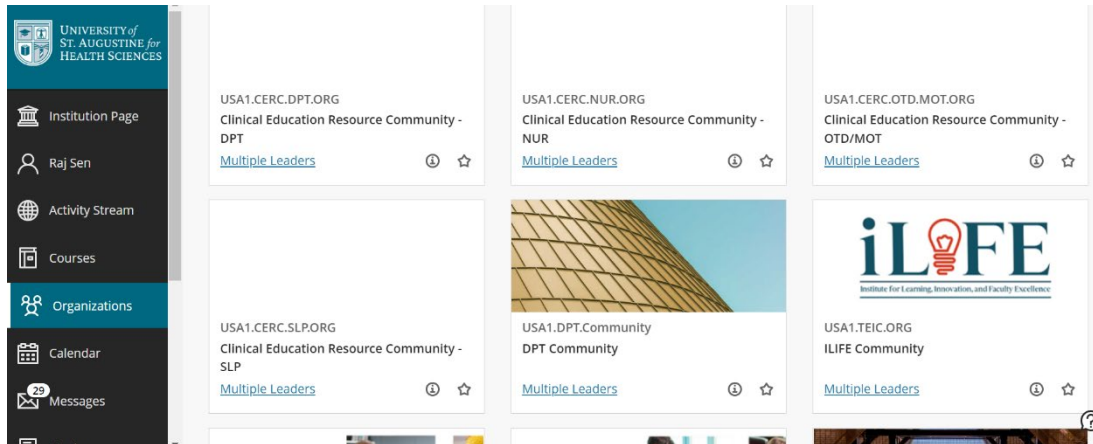 UNIVERSITY of
ST. AUGUSTINE for
HEALTH SCIENCES
Institution Page
Raj Sen
Activity Stream
Courses
Organizations
Calendar
29
Messages
USA1.CERC.DPT.ORG
Clinical Education Resource Community -
DPT
Multiple Leaders
USA1.CERC.NUR.ORG
Clinical Education Resource Community -
NUR
Multiple Leaders
USA1.CERC.OTD.MOT.ORG
Clinical Education Resource Community -
OTD/MOT
Multiple Leaders
USA1.CERC.SLP.ORG
Clinical Education Resource Community -
SLP
Multiple Leaders
USA1.DPT.Community
DPT Community
Multiple Leaders
iLIFE
Institute for Learning, Innovation, and Faculty Excellence
USA1.TEIC.ORG
ILIFE Community
Multiple Leaders